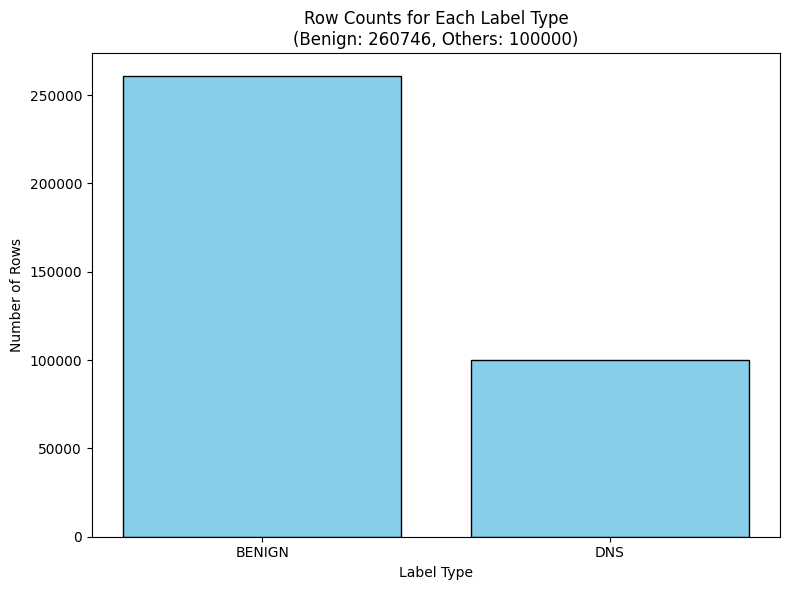 Row Counts for Each Label Type
(Benign: 260746, Others: 100000)
Number of Rows
250000
200000
150000
100000
50000
0
BENIGN
DNS
Label Type